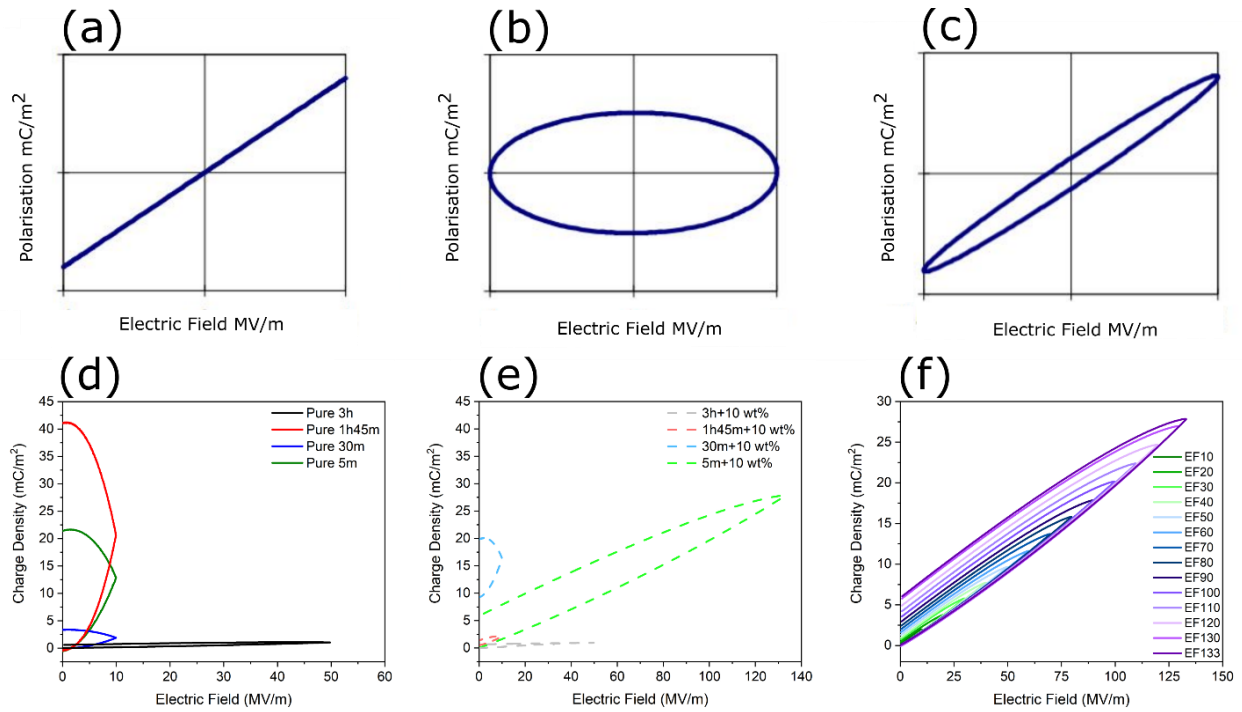 (a)
Polarisation mC/m²
Electric Field MV/m
(b)
Polarisation mC/m²
Electric Field MV/m
(c)
Polarisation mC/m²
Electric Field MV/m
(d)
Charge Density (mC/m²)
45
40
35
30
25
20
15
10
5
0
Pure 3h
Pure 1h45m
Pure 30m
Pure 5m
0 10 20 30 40 50 60
Electric Field (MV/m)
(e)
Charge Density (mC/m²)
45
40
35
30
25
20
15
10
5
0
3h+10 wt%
1h45m+10 wt%
30m+10 wt%
5m+10 wt%
0 20 40 60 80 100 120 140
Electric Field (MV/m)
(f)
Charge Density (mC/m²)
30
25
20
15
10
5
0
EF10
EF20
EF30
EF40
EF50
EF60
EF70
EF80
EF90
EF100
EF110
EF120
EF130
EF133
0 25 50 75 100 125 150
Electric Field (MV/m)